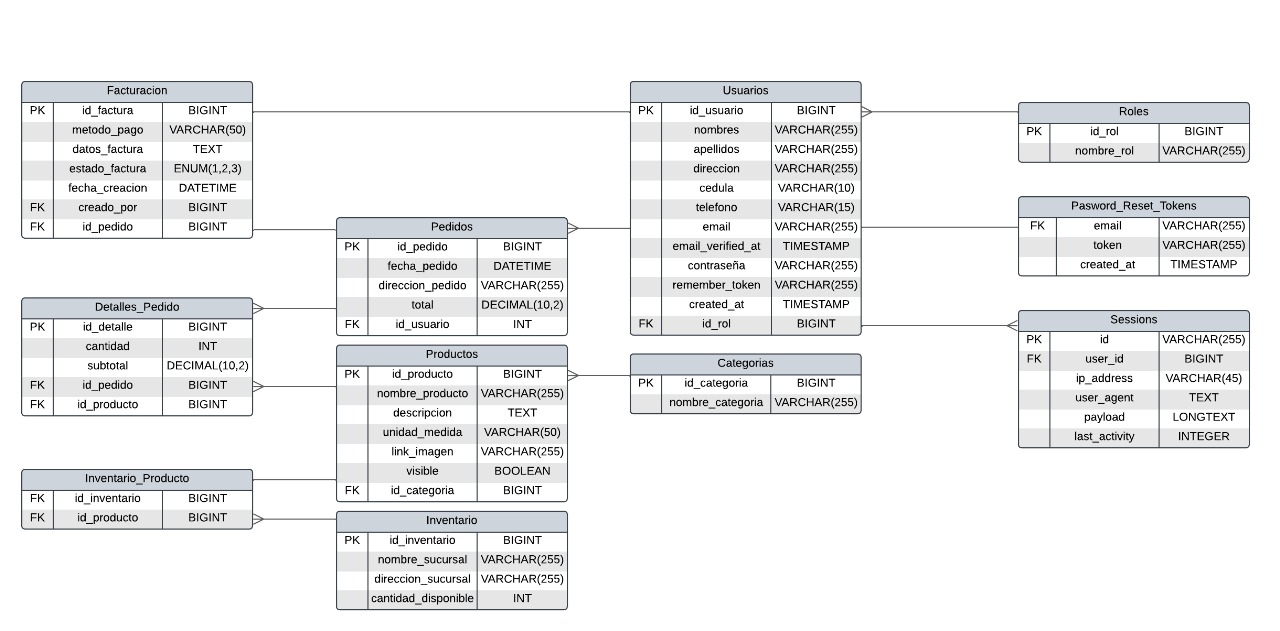 Facturacion
PK id_factura BIGINT
metodo_pago VARCHAR(50)
datos_factura TEXT
estado_factura ENUM(1,2,3)
fecha_creacion DATETIME
FK creado_por BIGINT
FK id_pedido BIGINT
Detalles_Pedido
PK id_detalle BIGINT
cantidad INT
subtotal DECIMAL(10,2)
FK id_pedido BIGINT
FK id_producto BIGINT
Inventario_Producto
FK id_inventario BIGINT
FK id_producto BIGINT
Pedidos
PK id_pedido BIGINT
fecha_pedido DATETIME
direccion_pedido VARCHAR(255)
total DECIMAL(10,2)
FK id_usuario INT
Productos
PK id_producto BIGINT
nombre_producto VARCHAR(255)
descripcion TEXT
unidad_medida VARCHAR(50)
link_imagen VARCHAR(255)
visible BOOLEAN
FK id_categoria BIGINT
Inventario
PK id_inventario BIGINT
nombre_sucursal VARCHAR(255)
direccion_sucursal VARCHAR(255)
cantidad_disponible INT
Usuarios
PK id_usuario BIGINT
nombres VARCHAR(255)
apellidos VARCHAR(255)
direccion VARCHAR(255)
cedula VARCHAR(10)
telefono VARCHAR(15)
email VARCHAR(255)
email_verified_at TIMESTAMP
contraseña VARCHAR(255)
remember_token VARCHAR(255)
created_at TIMESTAMP
FK id_rol BIGINT
Categorias
PK id_categoria BIGINT
nombre_categoria VARCHAR(255)
Roles
PK id_rol BIGINT
nombre_rol VARCHAR(255)
Pasword_Reset_Tokens
FK email VARCHAR(255)
token VARCHAR(255)
created_at TIMESTAMP
Sessions
PK id VARCHAR(255)
FK user_id BIGINT
ip_address VARCHAR(45)
user_agent TEXT
payload LONGTEXT
last_activity INTEGER